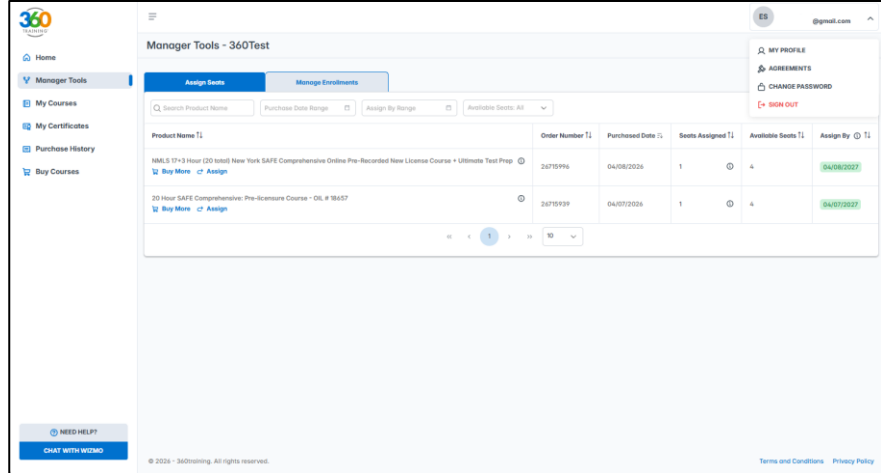 360
TRAINING
ES
@gmail.com
MY PROFILE
AGREEMENTS
CHANGE PASSWORD
SIGN OUT
Home
Manager Tools
My Courses
My Certificates
Purchase History
Buy Courses
Manager Tools - 360Test
Assign Seats
Manage Enrollments
Search Product Name
Purchase Date Range
Assign By Range
Available Seats: All
Product Name
Order Number
Purchased Date
Seats Assigned
Available Seats
Assign By
NMLS 17+3 Hour (20 total) New York SAFE Comprehensive Online Pre-Recorded New License Course + Ultimate Test Prep
Buy More
Assign
26715996
04/08/2026
1
4
04/08/2027
20 Hour SAFE Comprehensive: Pre-licensure Course - OIL # 18657
Buy More
Assign
26715939
04/07/2026
1
4
04/07/2027
« ‹ 1 › »
10
NEED HELP?
CHAT WITH WIZMO
© 2026 - 360training. All rights reserved.
Terms and Conditions
Privacy Policy